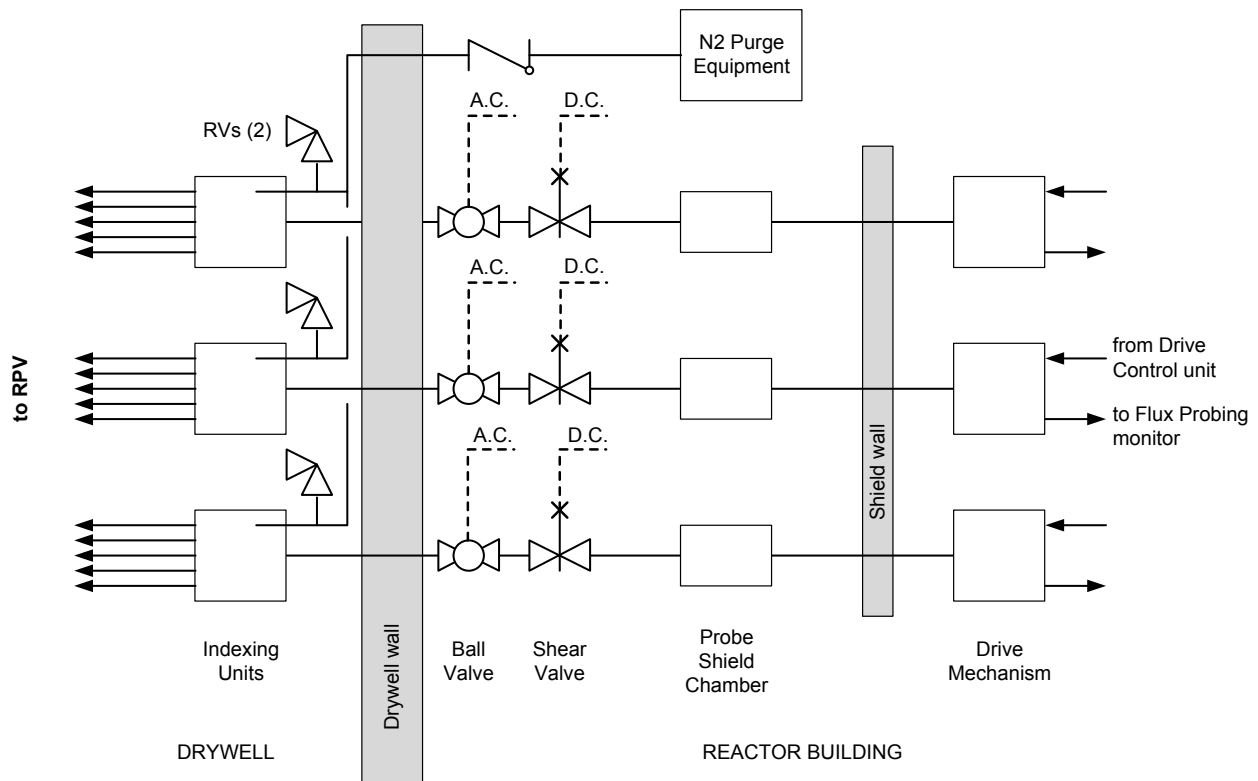 N2 Purge
Equipment
A.C.
D.C.
RVs (2)
A.C.
D.C.
to RPV
from Drive
Control unit
to Flux Probing
monitor
A.C.
D.C.
Shield wall
Drywell wall
Indexing
Units
Ball
Valve
Shear
Valve
Probe
Shield
Chamber
Drive
Mechanism
DRYWELL
REACTOR BUILDING